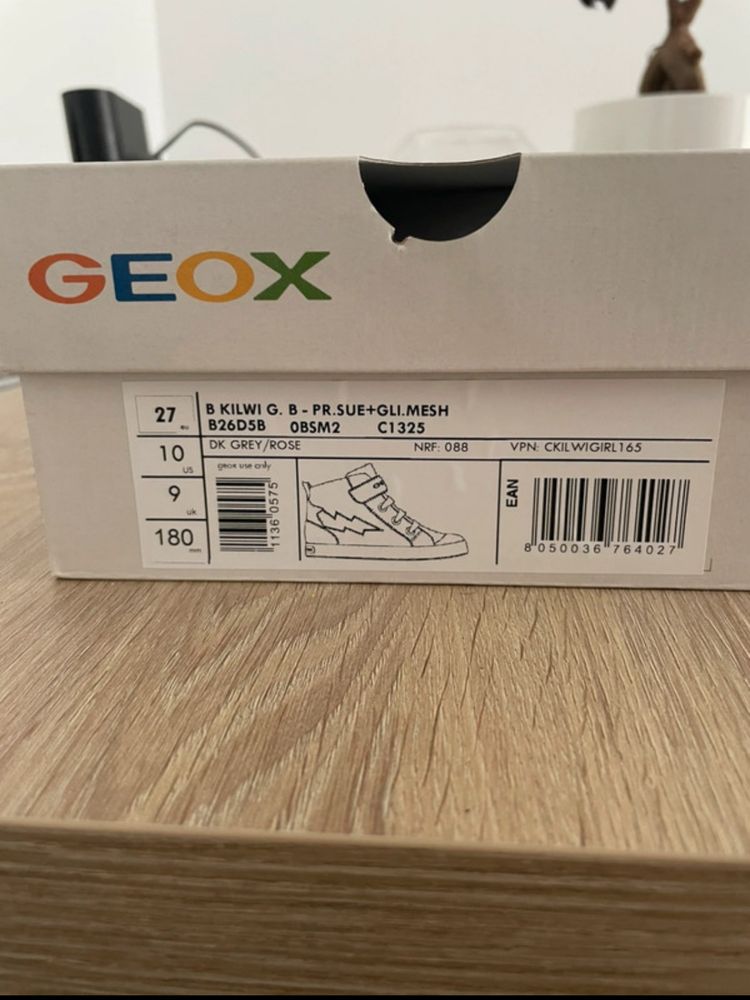 GEOX
27 eu
B KILWI G. B - PR.SUE+GLI.MESH
B26D5B 0BSM2 C1325
10 US
DK GREY/ROSE NRF: 088 VPN: CKILWIGIRL165
geox use only
9 uk
180 mm
1136 0575
EAN
8 050036 764027